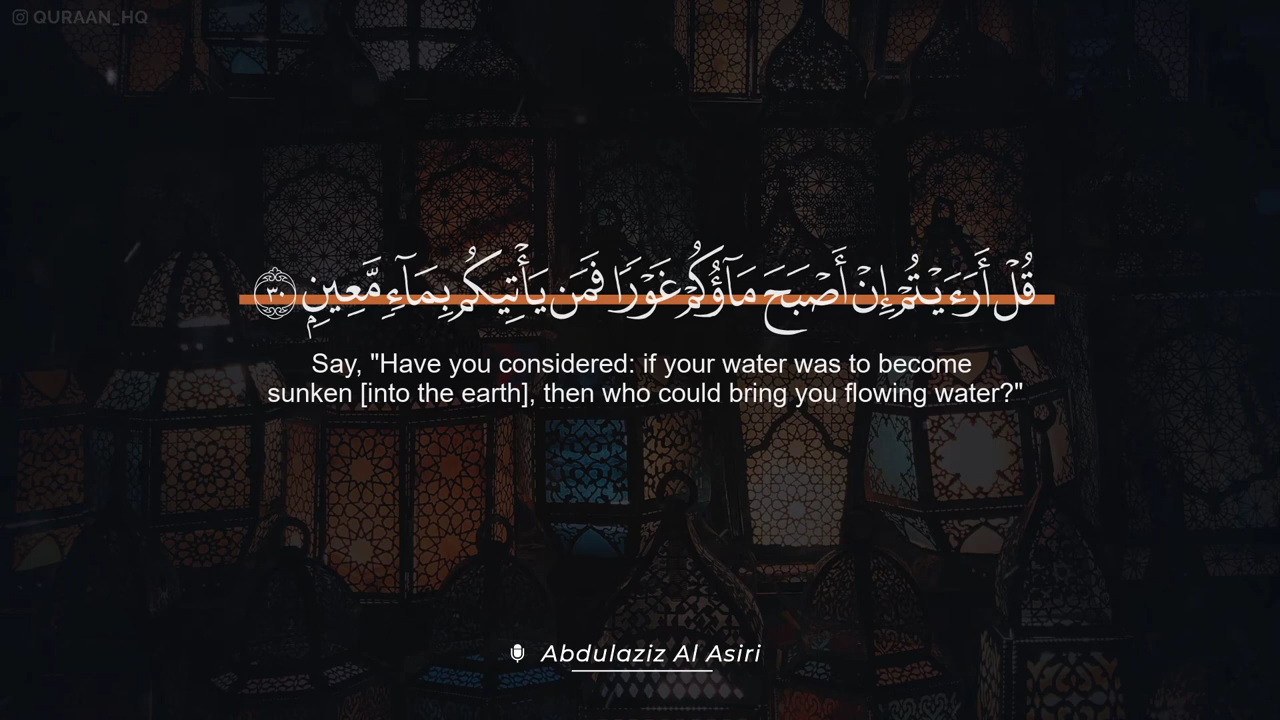 QURAAN_HQ
قُلْ أَرَءَيْتُمْ إِنْ أَصْبَحَ مَآؤُكُمْ غَوْرًا فَمَن يَأْتِيكُم بِمَآءٍ مَّعِينٍۭ ٣٠
Say, "Have you considered: if your water was to become
sunken [into the earth], then who could bring you flowing water?"
Abdulaziz Al Asiri